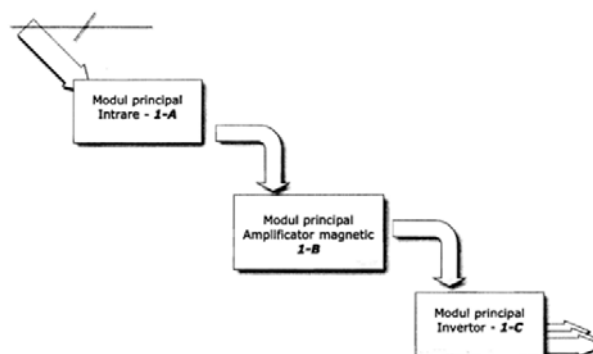 Modul principal
Intrare - 1-A
Modul principal
Amplificator magnetic
1-B
Modul principal
Invertor - 1-C